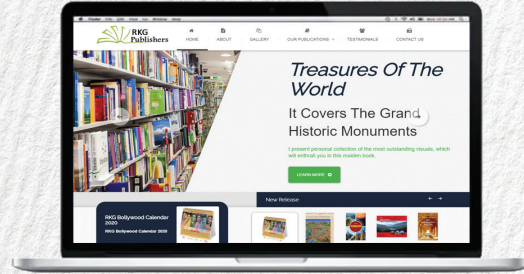 RKG
Publishers
HOME
ABOUT
GALLERY
OUR PUBLICATIONS
TESTIMONIALS
CONTACT US
Treasures Of The
World
It Covers The Grand
Historic Monuments
I present personal collection of the most outstanding visuals, which
will enthral you in this maiden book.
LEARN MORE
New Release
RKG Bollywood Calendar
2020
RKG Bollywood Calendar 2020